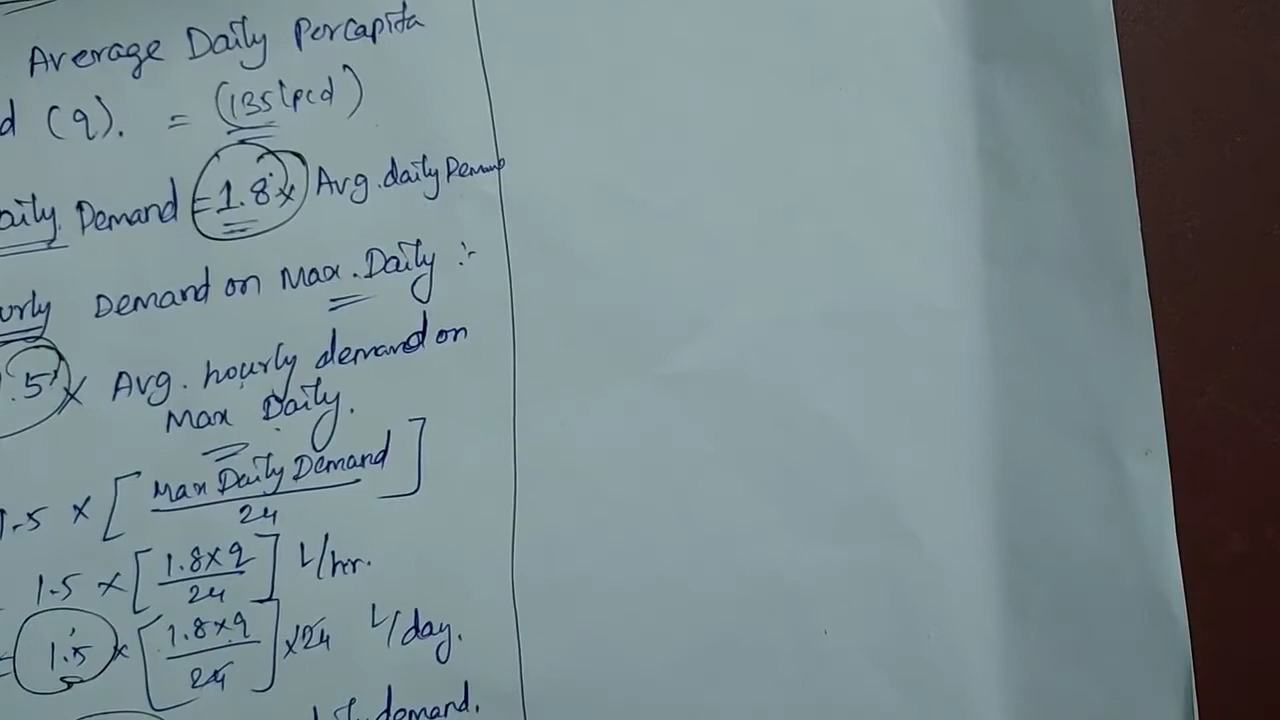 Average Daily Percapita
d (q). = (135 lpcd)
aily Demand = 1.8 x Avg. daily Demand
urly Demand on Max. Daily :-
.5 x Avg. hourly demand on
Max Daily.
1.5 x [Max Daily Demand / 24]
1.5 x [1.8 x q / 24] L/hr.
= 1.5 x [1.8 x q / 24] x 24 L/day.
demand.